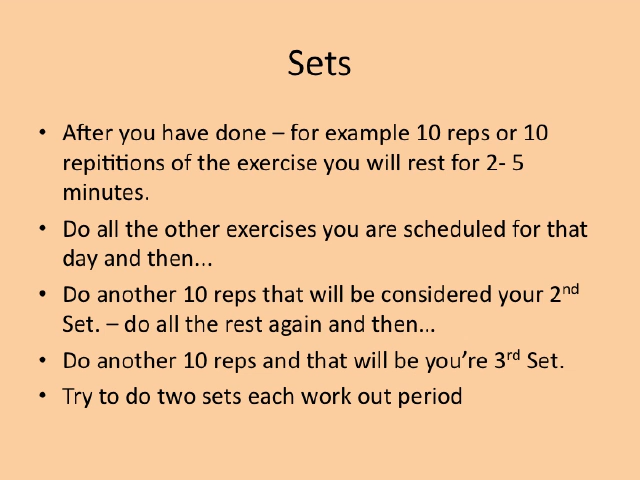 Sets
• After you have done – for example 10 reps or 10
repititions of the exercise you will rest for 2- 5
minutes.
• Do all the other exercises you are scheduled for that
day and then...
• Do another 10 reps that will be considered your 2nd
Set. – do all the rest again and then...
• Do another 10 reps and that will be you’re 3rd Set.
• Try to do two sets each work out period